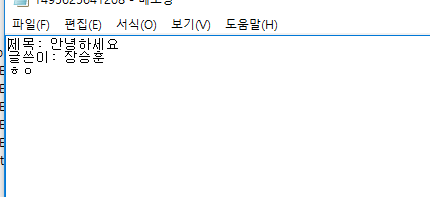 파일(F) 편집(E) 서식(O) 보기(V) 도움말(H)
제목 : 안녕하세요
글쓴이 : 장승훈
ㅎㅇ